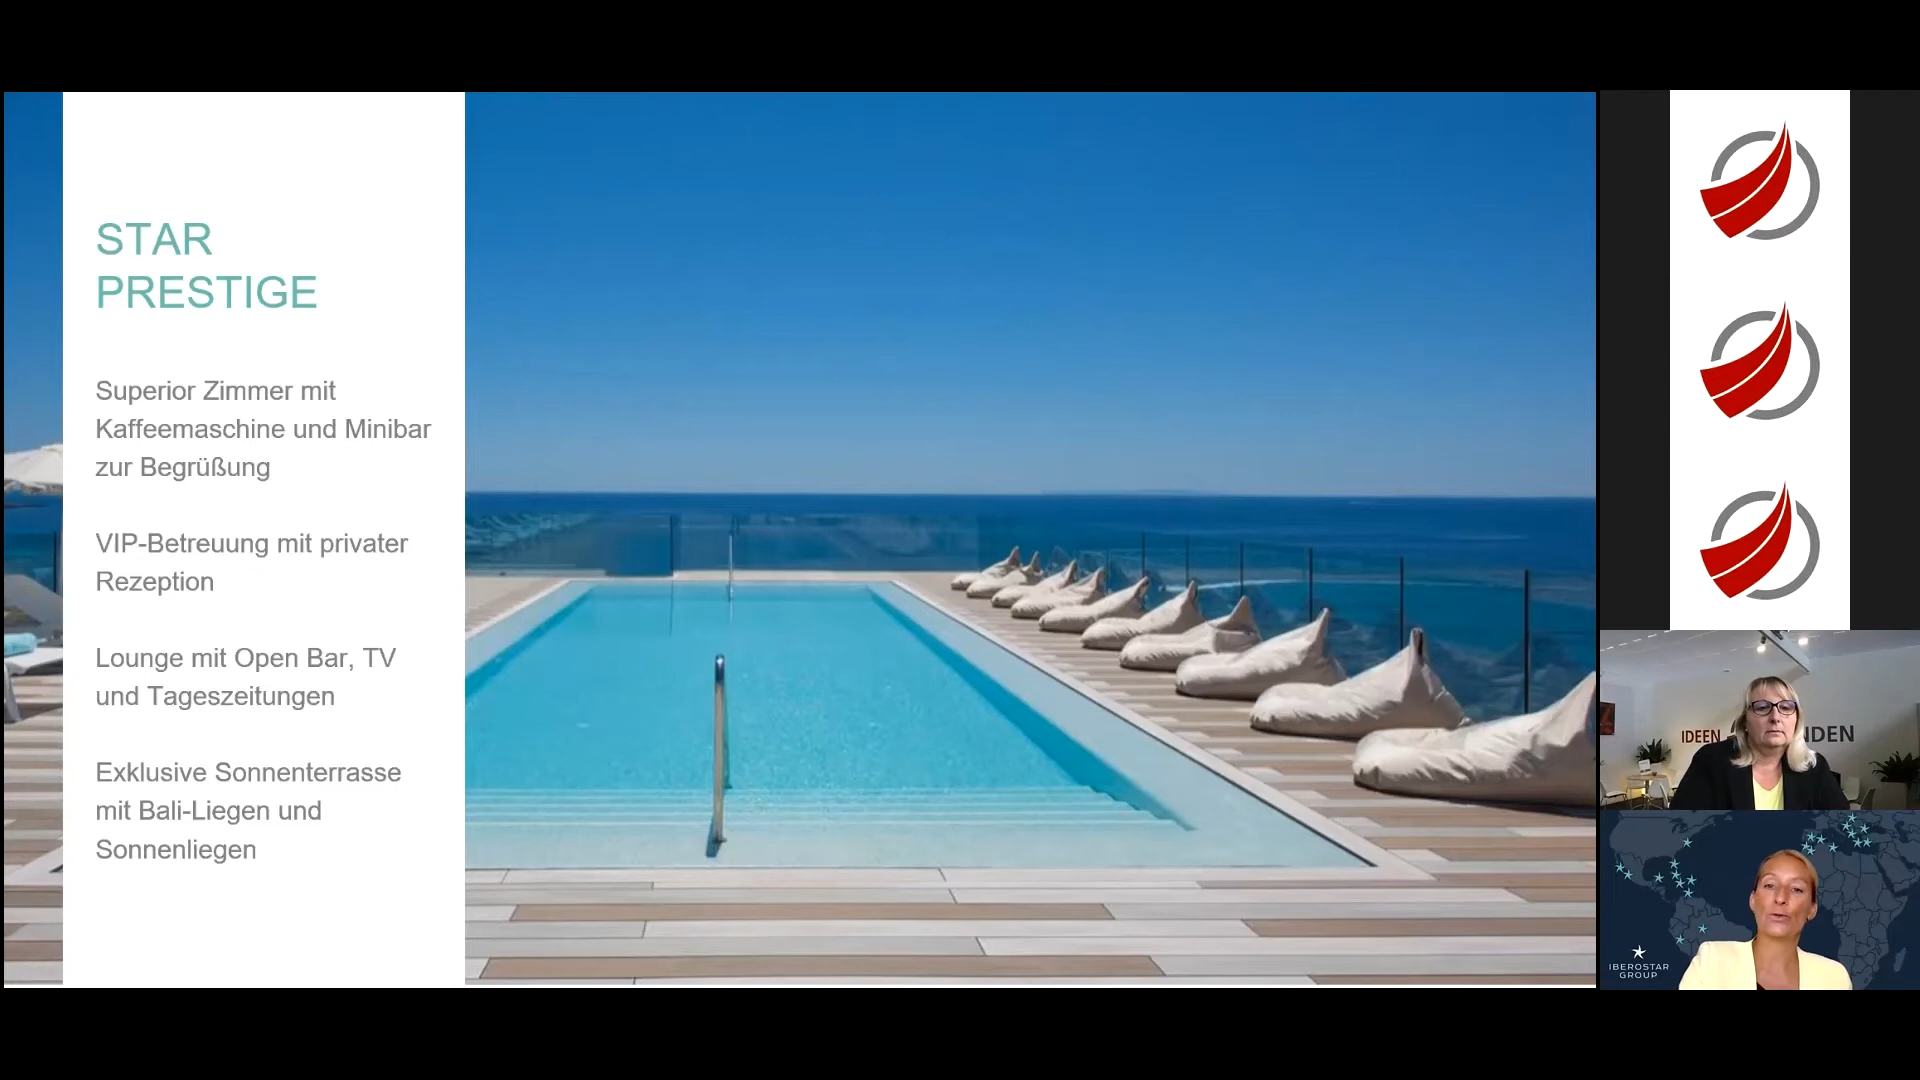 STAR
PRESTIGE
Superior Zimmer mit
Kaffeemaschine und Minibar
zur Begrüßung
VIP-Betreuung mit privater
Rezeption
Lounge mit Open Bar, TV
und Tageszeitungen
Exklusive Sonnenterrasse
mit Bali-Liegen und
Sonnenliegen
IDEEN
NDEN
IBEROSTAR
GROUP